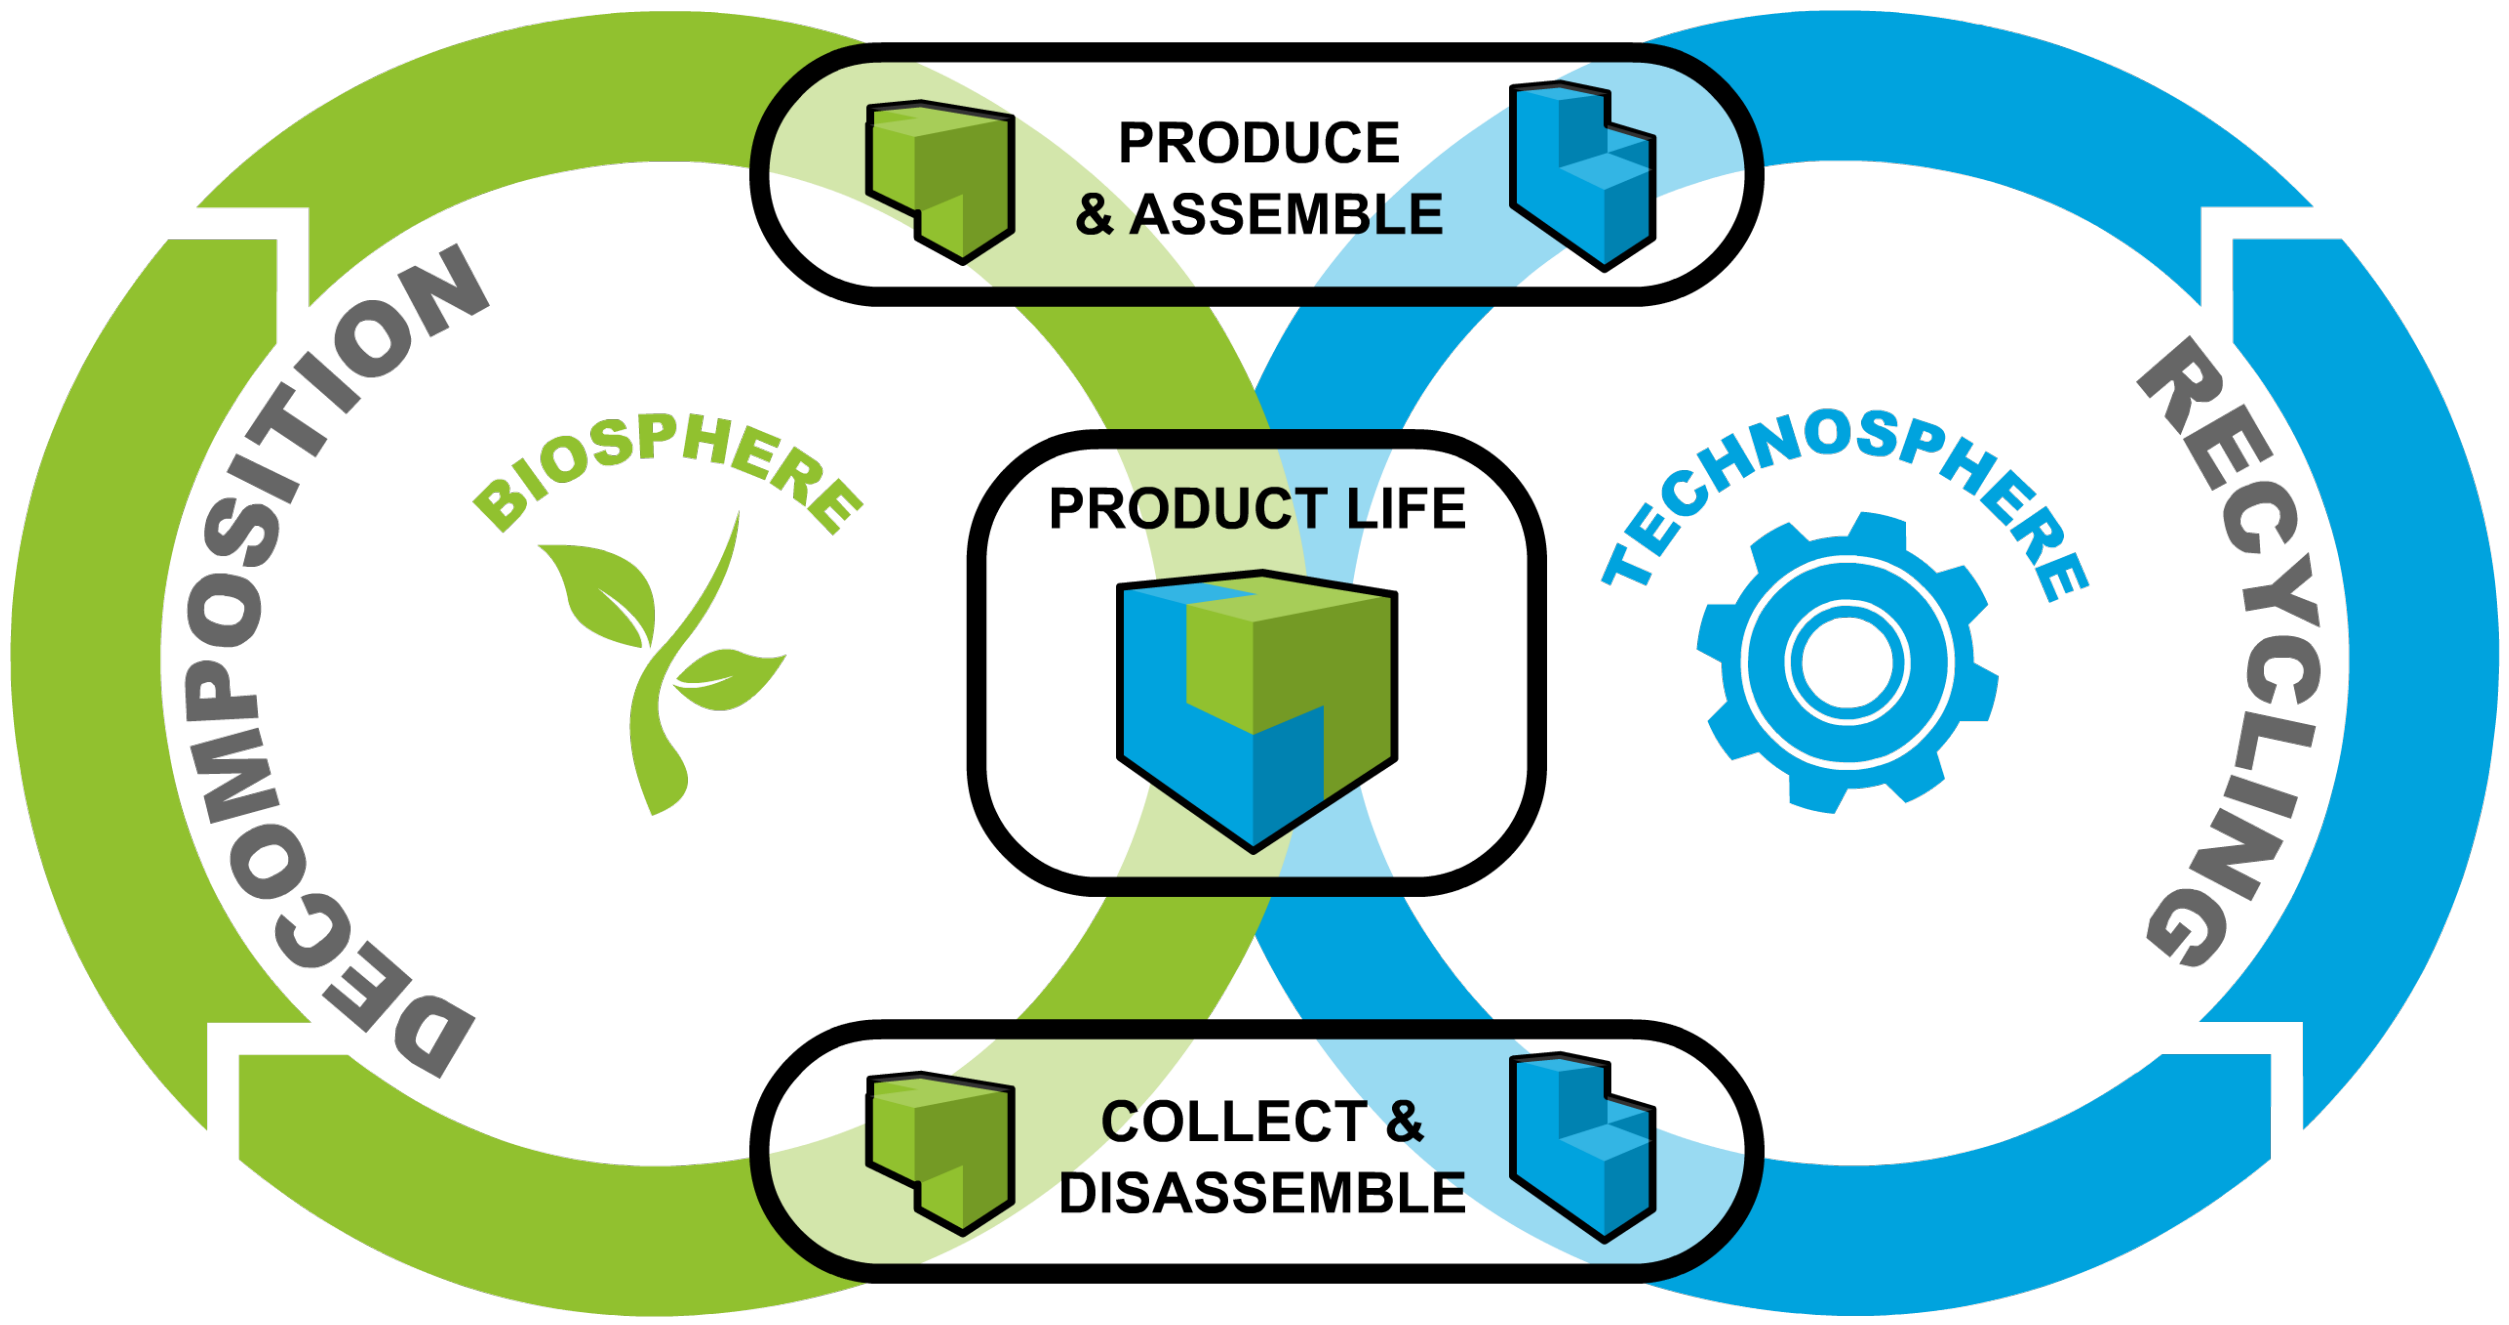 PRODUCE
& ASSEMBLE
DECOMPOSITION
BIOSPHERE
PRODUCT LIFE
TECHNOSPHERE
RECYCLING
COLLECT &
DISASSEMBLE